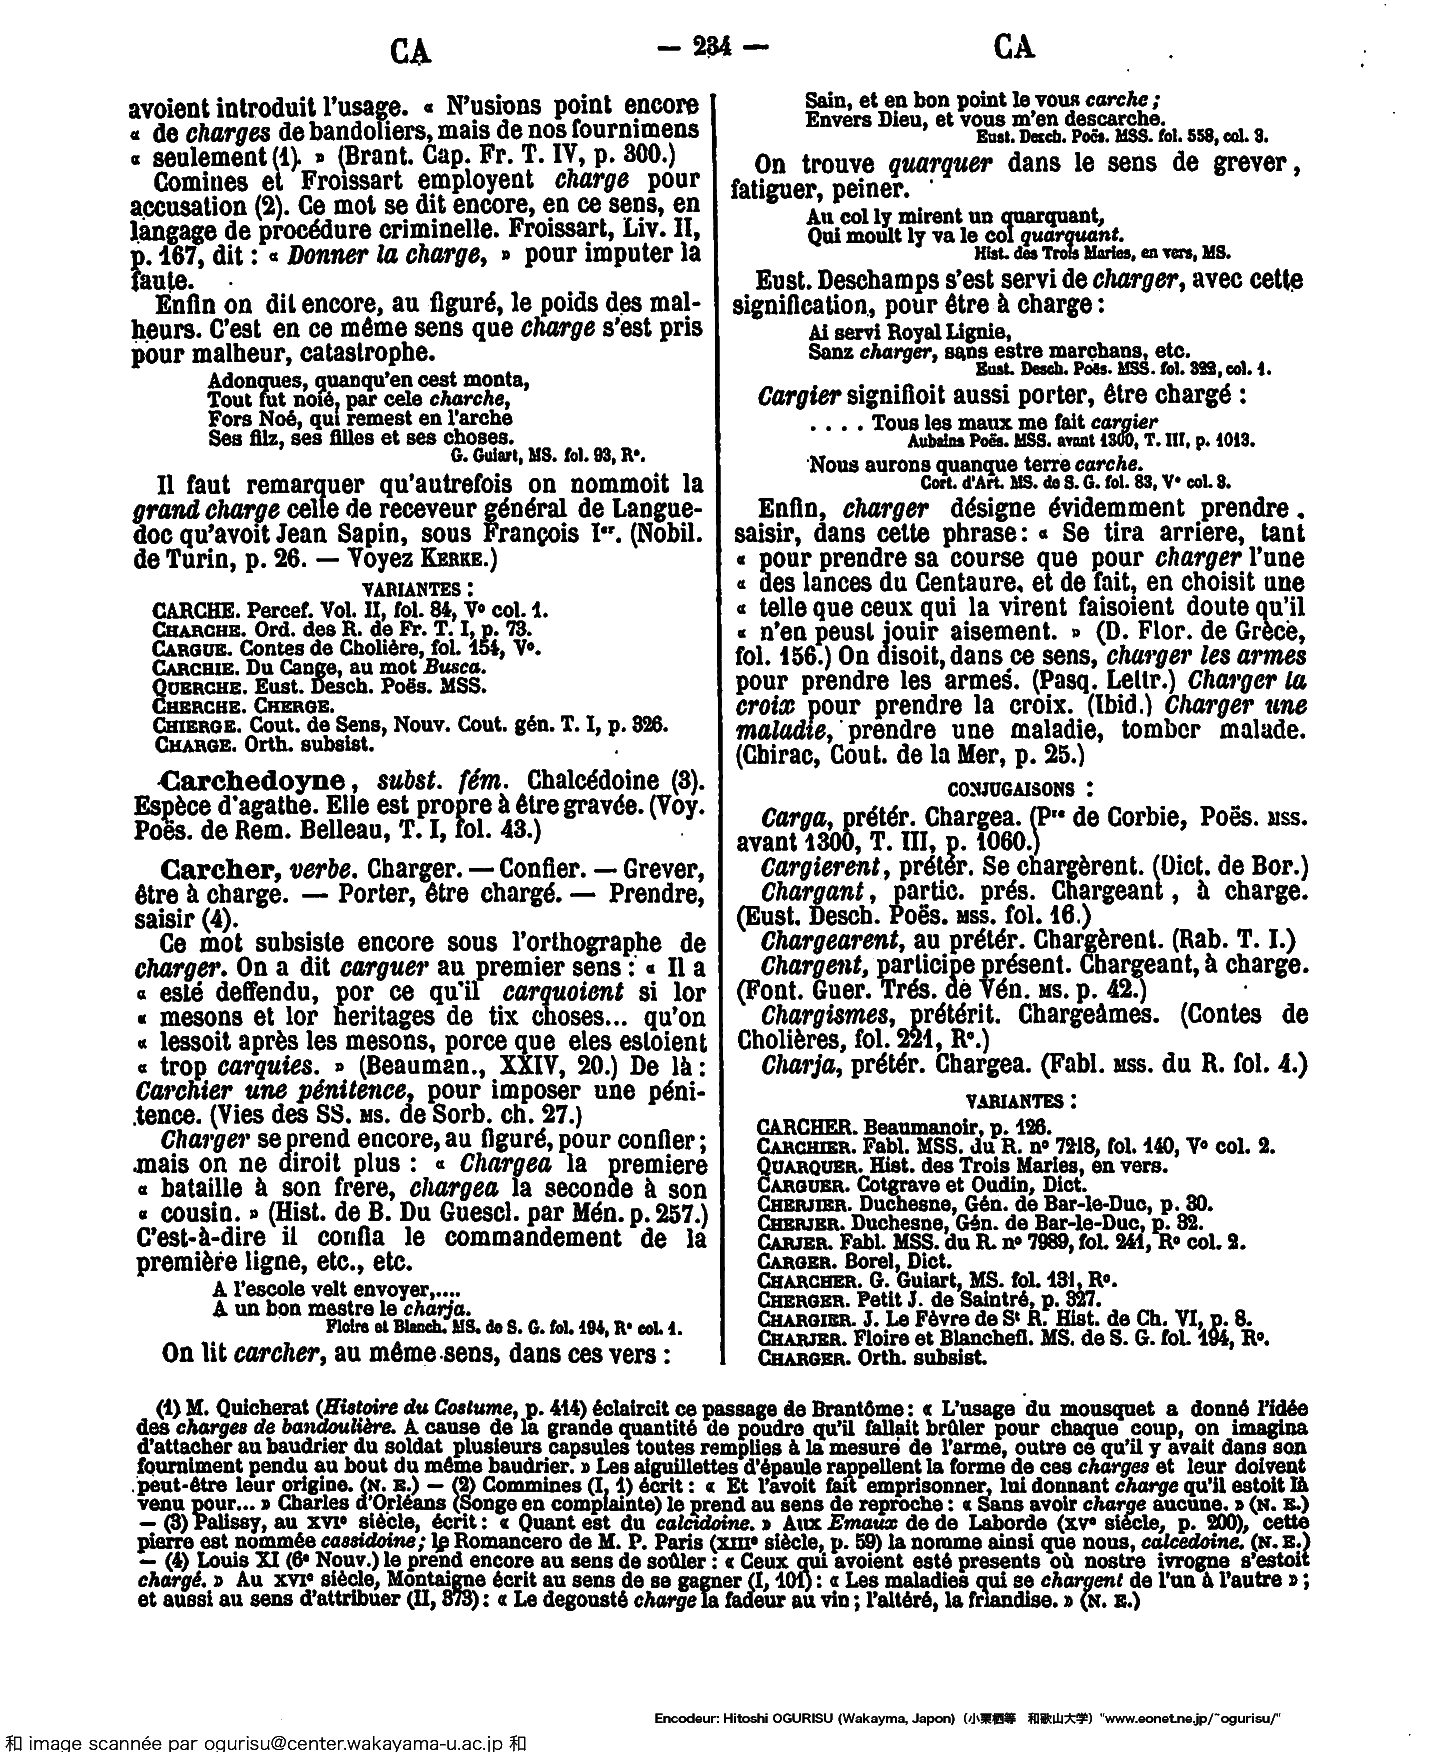 CA
— 234 —
CA
avoient introduit l'usage. « N'usions point encore
« de charges de bandoliers, mais de nos fournimens
« seulement (1). » (Brant. Cap. Fr. T. IV, p. 300.)
Comines et Froissart employent charge pour
accusation (2). Ce mot se dit encore, en ce sens, en
langage de procédure criminelle. Froissart, Liv. II,
p. 167, dit : « Donner la charge, » pour imputer la
faute.
Enfin on dit encore, au figuré, le poids des mal-
heurs. C'est en ce même sens que charge s'est pris
pour malheur, catastrophe.
Adonques, quanqu'en cest monta,
Tout fut noié, par cele charche,
Fors Noé, qui remest en l'arche
Ses filz, ses filles et ses choses.
G. Guiart, MS. fol. 93, R°.
Il faut remarquer qu'autrefois on nommoit la
grand charge celle de receveur général de Langue-
doc qu'avoit Jean Sapin, sous François Ier. (Nobil.
de Turin, p. 26. — Voyez KERKE.)
VARIANTES :
CARCHE. Percef. Vol. II, fol. 84, V° col. 1.
CHARCHE. Ord. des R. de Fr. T. I, p. 73.
CARGUE. Contes de Cholière, fol. 154, V°.
CARCHIE. Du Cange, au mot Busca.
QUERCHE. Eust. Desch. Poës. MSS.
CHERCHE. CHERGE.
CHIERGE. Cout. de Sens, Nouv. Cout. gén. T. I, p. 326.
CHARGE. Orth. subsist.
Carchedoyne, subst. fém. Chalcédoine (3).
Espèce d'agathe. Elle est propre à être gravée. (Voy.
Poës. de Rem. Belleau, T. I, fol. 43.)
Carcher, verbe. Charger. — Confier. — Grever,
être à charge. — Porter, être chargé. — Prendre,
saisir (4).
Ce mot subsiste encore sous l'orthographe de
charger. On a dit carguer au premier sens : « Il a
« esté deffendu, por ce qu'il carquoient si lor
« mesons et lor heritages de tix choses... qu'on
« lessoit après les mesons, porce que eles estoient
« trop carquies. » (Beauman., XXIV, 20.) De là :
Carchier une pénitence, pour imposer une péni-
tence. (Vies des SS. MS. de Sorb. ch. 27.)
Charger se prend encore, au figuré, pour confier ;
mais on ne diroit plus : « Chargea la premiere
« bataille à son frere, chargea la seconde à son
« cousin. » (Hist. de B. Du Guescl. par Mén. p. 257.)
C'est-à-dire il confia le commandement de la
première ligne, etc., etc.
A l'escole velt envoyer,....
A un bon mestre le charja.
Floire et Blanch. MS. de S. G. fol. 194, R° col. 1.
On lit carcher, au même sens, dans ces vers :
Sain, et en bon point le vous carche ;
Envers Dieu, et vous m'en descarche.
Eust. Desch. Poës. MSS. fol. 558, col. 3.
On trouve quarquer dans le sens de grever,
fatiguer, peiner.
Au col ly mirent un quarquant,
Qui moult ly va le col quarquant.
Hist. des Trois Maries, en vers, MS.
Eust. Deschamps s'est servi de charger, avec cette
signification, pour être à charge :
Ai servi Royal Lignie,
Sanz charger, sans estre marchans, etc.
Eust. Desch. Poës. MSS. fol. 322, col. 1.
Cargier signifioit aussi porter, être chargé :
. . . . Tous les maux me fait cargier
Aubains Poës. MSS. avant 1300, T. III, p. 1013.
Nous aurons quanque terre carche.
Cort. d'Art. MS. de S. G. fol. 83, V° col. 3.
Enfin, charger désigne évidemment prendre,
saisir, dans cette phrase : « Se tira arriere, tant
« pour prendre sa course que pour charger l'une
« des lances du Centaure, et de fait, en choisit une
« telle que ceux qui la virent faisoient doute qu'il
« n'en peust jouir aisement. » (D. Flor. de Grèce,
fol. 156.) On disoit, dans ce sens, charger les armes
pour prendre les armes. (Pasq. Lettr.) Charger la
croix pour prendre la croix. (Ibid.) Charger une
maladie, prendre une maladie, tomber malade.
(Chirac, Cout. de la Mer, p. 25.)
CONJUGAISONS :
Carga, prétér. Chargea. (Pre de Corbie, Poës. MSS.
avant 1300, T. III, p. 1060.)
Cargierent, prétér. Se chargèrent. (Dict. de Bor.)
Chargant, partic. prés. Chargeant, à charge.
(Eust. Desch. Poës. MSS. fol. 16.)
Chargearent, au prétér. Chargèrent. (Rab. T. I.)
Chargent, participe présent. Chargeant, à charge.
(Font. Guer. Trés. de Vén. MS. p. 42.)
Chargismes, prétérit. Chargeàmes. (Contes de
Cholières, fol. 221, R°.)
Charja, prétér. Chargea. (Fabl. MSS. du R. fol. 4.)
VARIANTES :
CARCHER. Beaumanoir, p. 126.
CARCHIER. Fabl. MSS. du R. n° 7218, fol. 140, V° col. 2.
QUARQUER. Hist. des Trois Maries, en vers.
CARGUER. Cotgrave et Oudin, Dict.
CHERJIER. Duchesne, Gén. de Bar-le-Duc, p. 30.
CHERJER. Duchesne, Gén. de Bar-le-Duc, p. 32.
CARJER. Fabl. MSS. du R. n° 7989, fol. 241, R° col. 2.
CARGER. Borel, Dict.
CHARCHER. G. Guiart, MS. fol. 131, R°.
CHERGER. Petit J. de Saintré, p. 327.
CHARGIER. J. Le Fèvre de St R. Hist. de Ch. VI, p. 8.
CHARJER. Floire et Blanchefl. MS. de S. G. fol. 194, R°.
CHARGER. Orth. subsist.
(1) M. Quicherat (Histoire du Costume, p. 414) éclaircit ce passage de Brantôme : « L'usage du mousquet a donné l'idée
des charges de bandoulière. A cause de la grande quantité de poudre qu'il fallait brûler pour chaque coup, on imagina
d'attacher au baudrier du soldat plusieurs capsules toutes remplies à la mesure de l'arme, outre ce qu'il y avait dans son
fourniment pendu au bout du même baudrier. » Les aiguillettes d'épaule rappellent la forme de ces charges et leur doivent
peut-être leur origine. (N. E.) — (2) Commines (I, 1) écrit : « Et l'avoit fait emprisonner, lui donnant charge qu'il estoit là
venu pour... » Charles d'Orléans (Songe en complainte) le prend au sens de reproche : « Sans avoir charge aucune. » (N. E.)
— (3) Palissy, au XVIe siècle, écrit : « Quant est du calcidoine. » Aux Emaux de de Laborde (XVe siècle, p. 200), cette
pierre est nommée cassidoine ; le Romancero de M. P. Paris (XIIIe siècle, p. 59) la nomme ainsi que nous, calcedoine. (N. E.)
— (4) Louis XI (6e Nouv.) le prend encore au sens de soûler : « Ceux qui avoient esté presents où nostre ivrogne s'estoit
chargé. » Au XVIe siècle, Montaigne écrit au sens de se gagner (I, 101) : « Les maladies qui se chargent de l'un à l'autre » ;
et aussi au sens d'attribuer (II, 373) : « Le degousté charge la fadeur au vin ; l'altéré, la friandise. » (N. E.)
Encodeur: Hitoshi OGURISU (Wakayma, Japon) (小栗栖等 和歌山大学) "www.eonet.ne.jp/~ogurisu/"
和 image scannée par ogurisu@center.wakayama-u.ac.jp 和